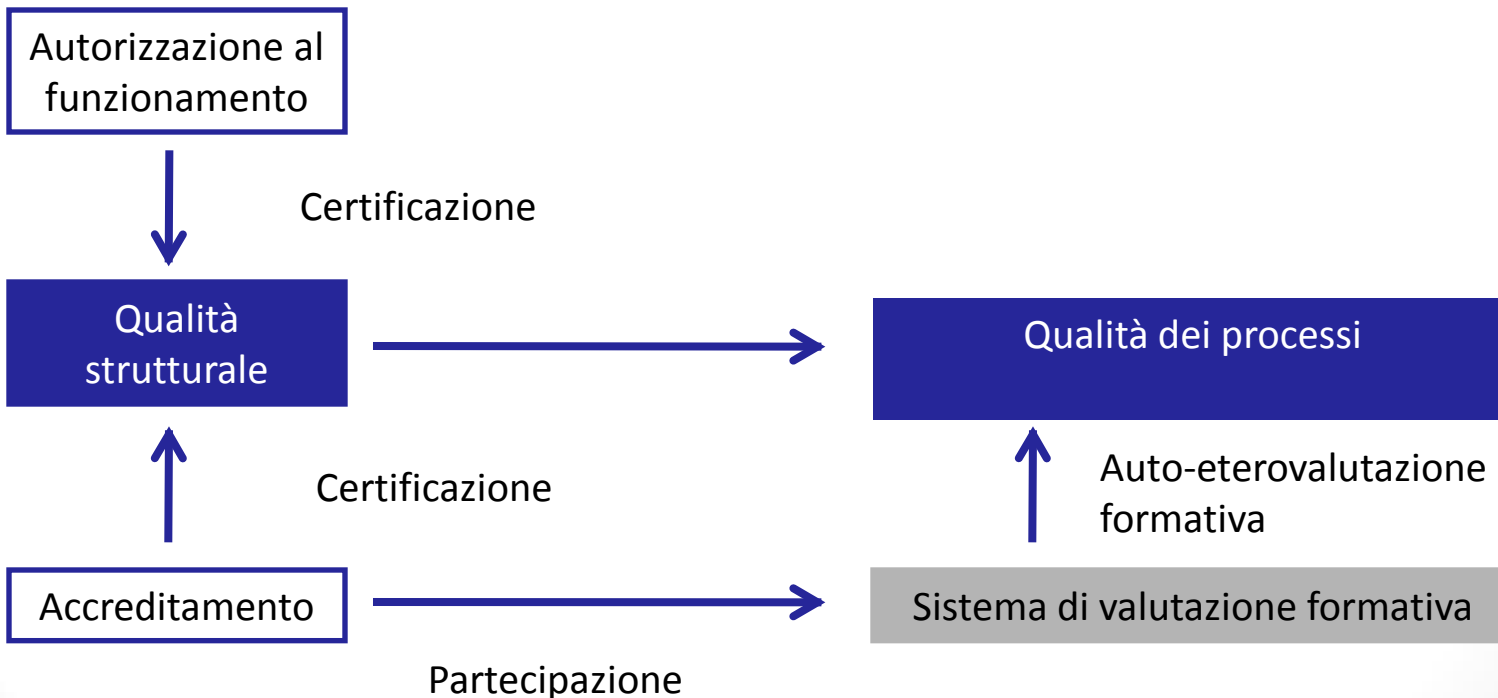 Autorizzazione al
funzionamento
Certificazione
Qualità
strutturale
Qualità dei processi
Certificazione
Auto-eterovalutazione
formativa
Accreditamento
Sistema di valutazione formativa
Partecipazione